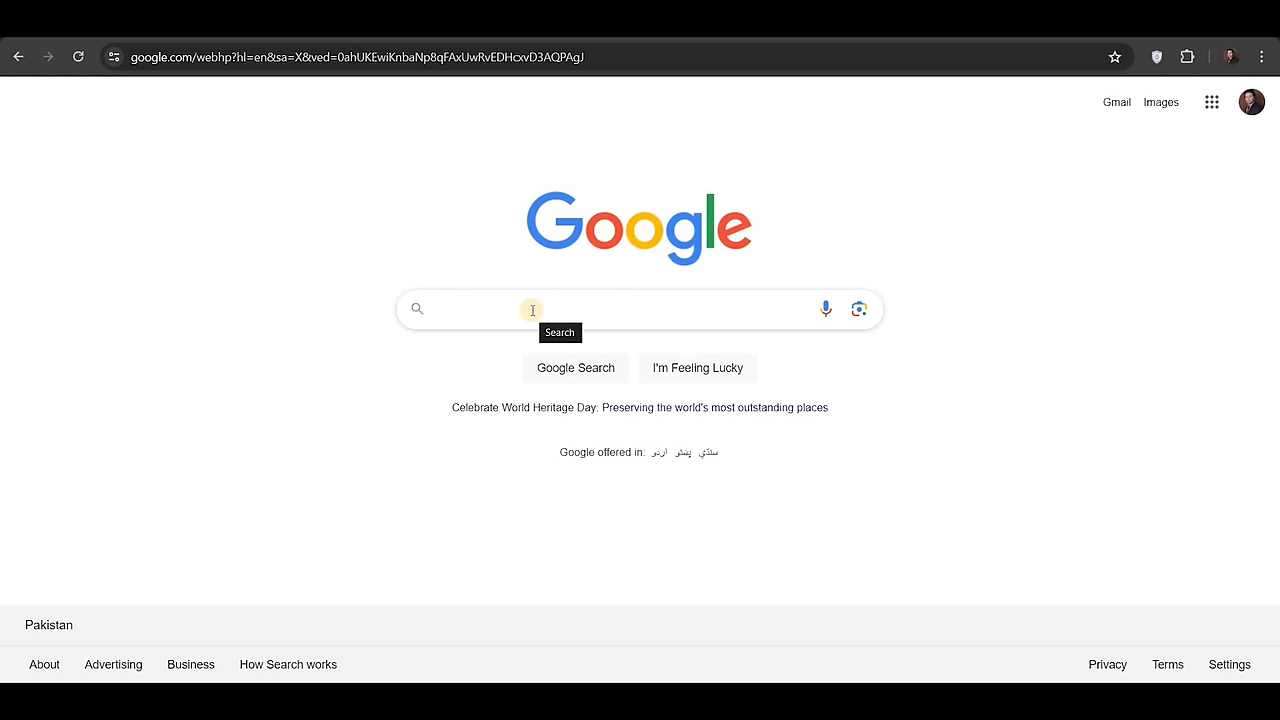 google.com/webhp?hl=en&sa=X&ved=0ahUKEwiKnbaNp8qFAxUwRvEDHcxvD3AQPAgJ
Gmail Images
Google
Search
Google Search I'm Feeling Lucky
Celebrate World Heritage Day: Preserving the world's most outstanding places
Google offered in: اردو پښتو سنڌي
Pakistan
About Advertising Business How Search works Privacy Terms Settings